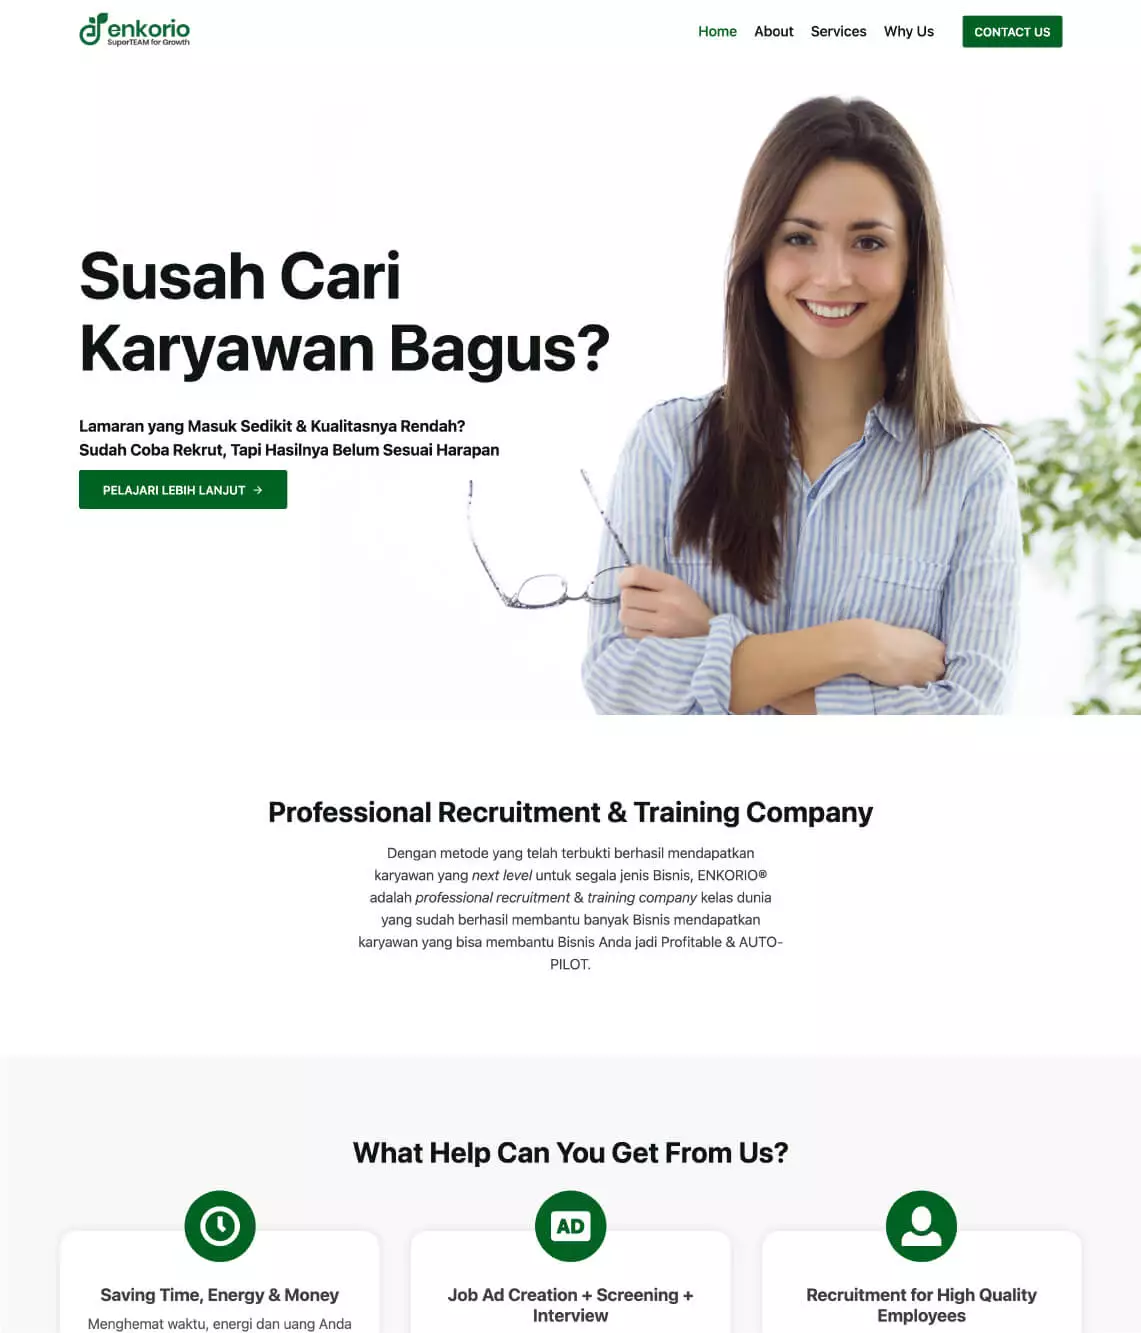 enkorio
SuperTEAM for Growth
Home About Services Why Us CONTACT US
Susah Cari
Karyawan Bagus?
Lamaran yang Masuk Sedikit & Kualitasnya Rendah?
Sudah Coba Rekrut, Tapi Hasilnya Belum Sesuai Harapan
PELAJARI LEBIH LANJUT →
Professional Recruitment & Training Company
Dengan metode yang telah terbukti berhasil mendapatkan
karyawan yang next level untuk segala jenis Bisnis, ENKORIO®
adalah professional recruitment & training company kelas dunia
yang sudah berhasil membantu banyak Bisnis mendapatkan
karyawan yang bisa membantu Bisnis Anda jadi Profitable & AUTO-
PILOT.
What Help Can You Get From Us?
Saving Time, Energy & Money
Menghemat waktu, energi dan uang Anda
AD
Job Ad Creation + Screening +
Interview
Recruitment for High Quality
Employees